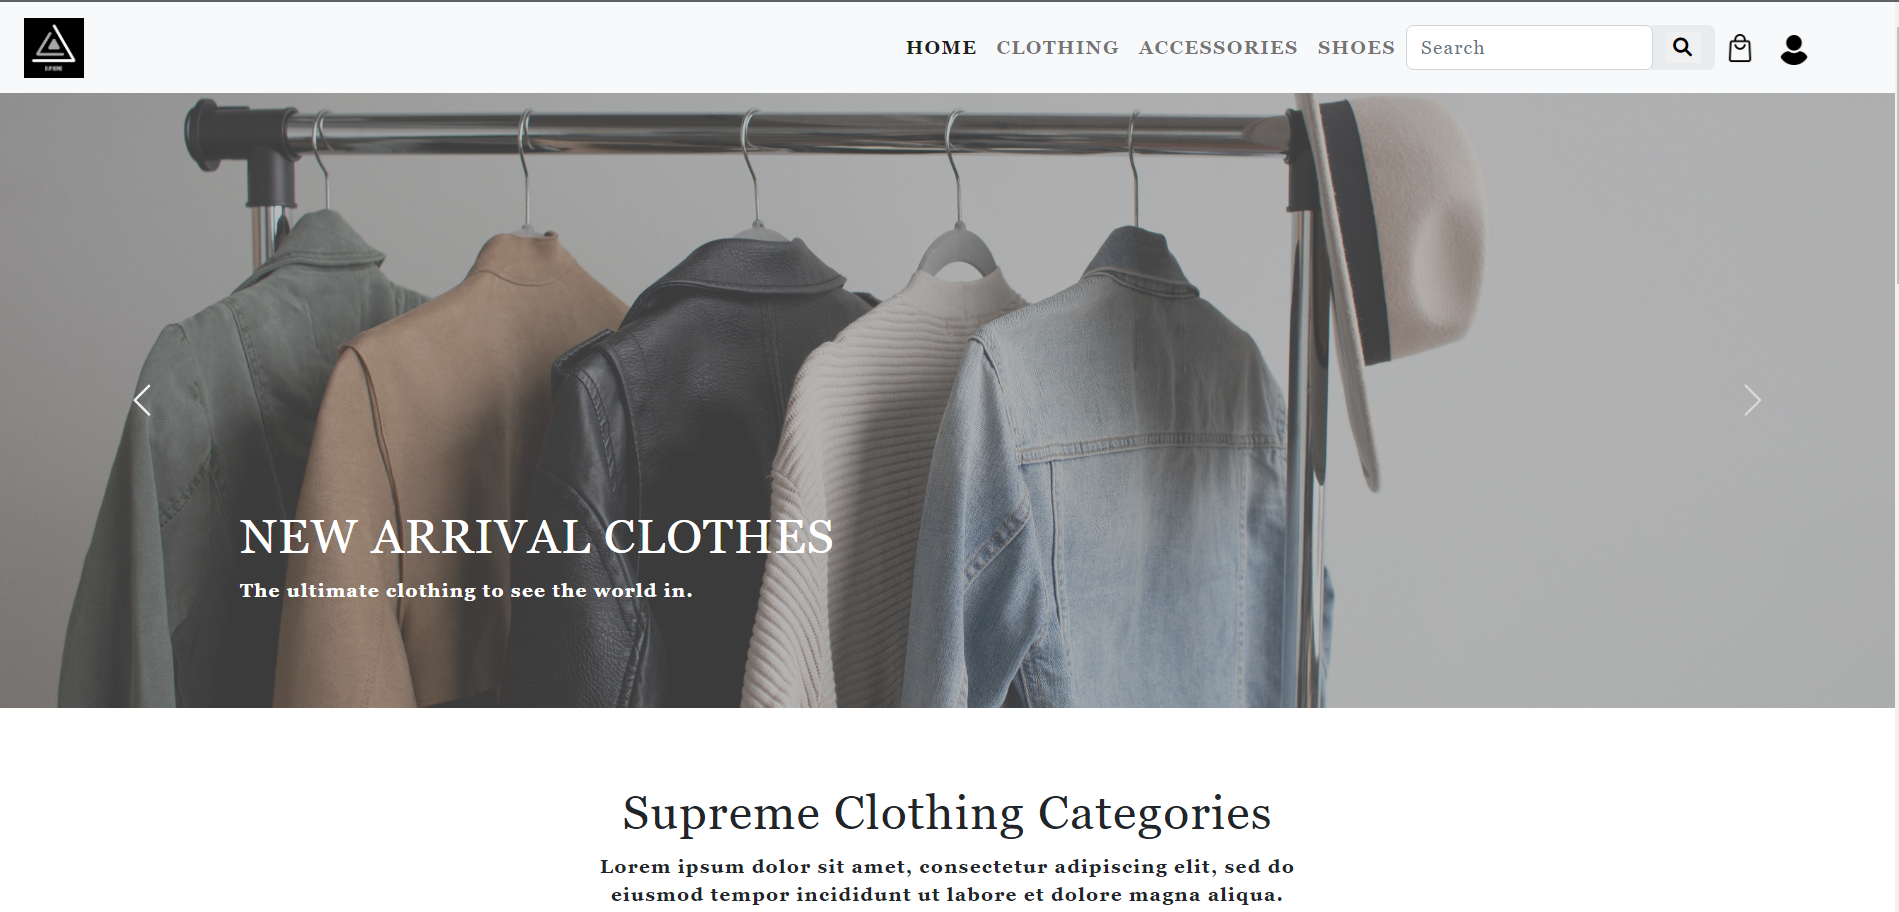 HOME CLOTHING ACCESSORIES SHOES Search
NEW ARRIVAL CLOTHES
The ultimate clothing to see the world in.
Supreme Clothing Categories
Lorem ipsum dolor sit amet, consectetur adipiscing elit, sed do
eiusmod tempor incididunt ut labore et dolore magna aliqua.